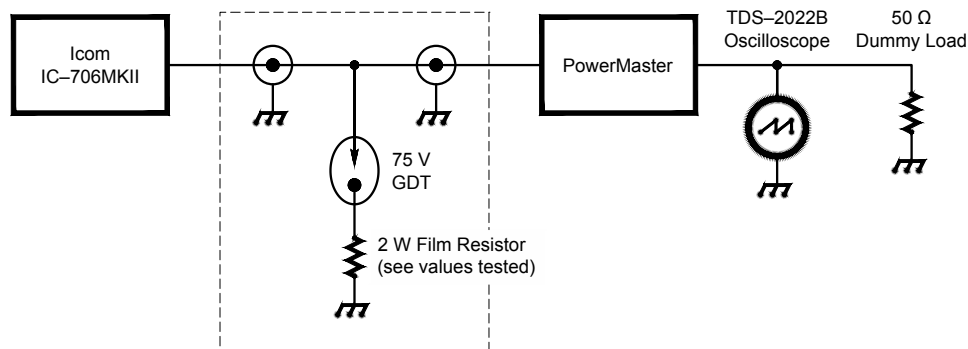 Icom
IC–706MKII
PowerMaster
TDS–2022B
Oscilloscope
50 Ω
Dummy Load
75 V
GDT
2 W Film Resistor
(see values tested)